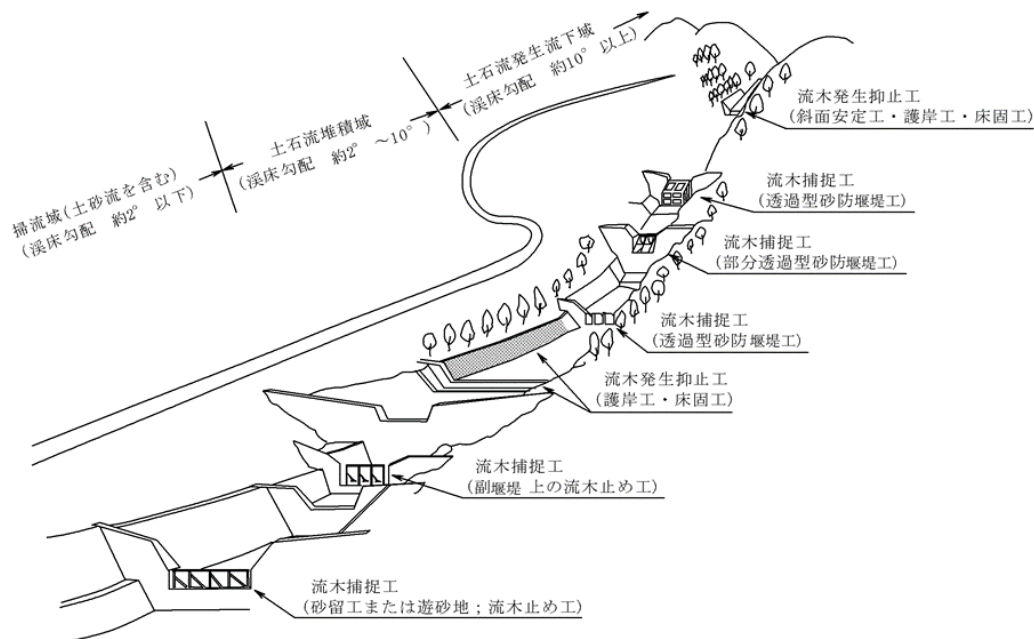 土石流発生流下域
(渓床勾配 約10° 以上)
土石流堆積域
(渓床勾配 約2° ～10°)
掃流域(土砂流を含む)
(渓床勾配 約2° 以下)
流木発生抑止工
(斜面安定工・護岸工・床固工)
流木捕捉工
(透過型砂防堰堤工)
流木捕捉工
(部分透過型砂防堰堤工)
流木捕捉工
(透過型砂防堰堤工)
流木発生抑止工
(護岸工・床固工)
流木捕捉工
(副堰堤 上の流木止め工)
流木捕捉工
(砂留工または遊砂地；流木止め工)